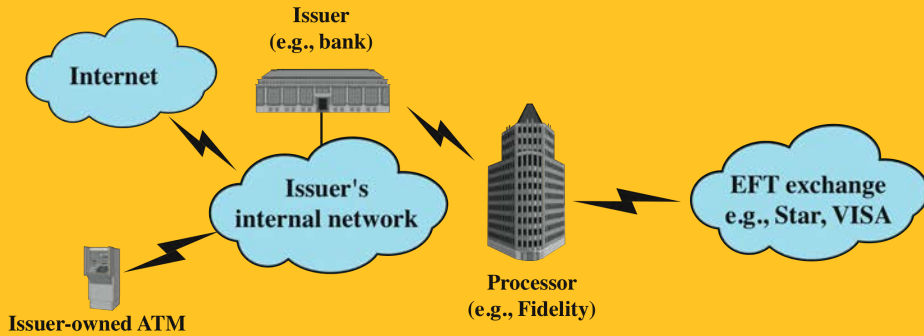 Issuer
(e.g., bank)
Internet
Issuer's
internal network
EFT exchange
e.g., Star, VISA
Processor
(e.g., Fidelity)
Issuer-owned ATM